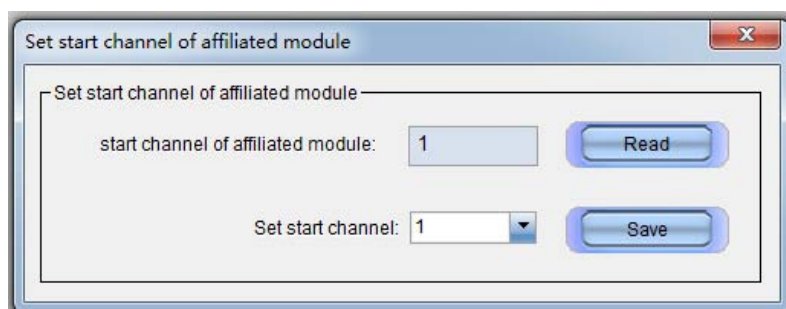 Set start channel of affiliated module
Set start channel of affiliated module
start channel of affiliated module: 1 Read
Set start channel: 1 Save